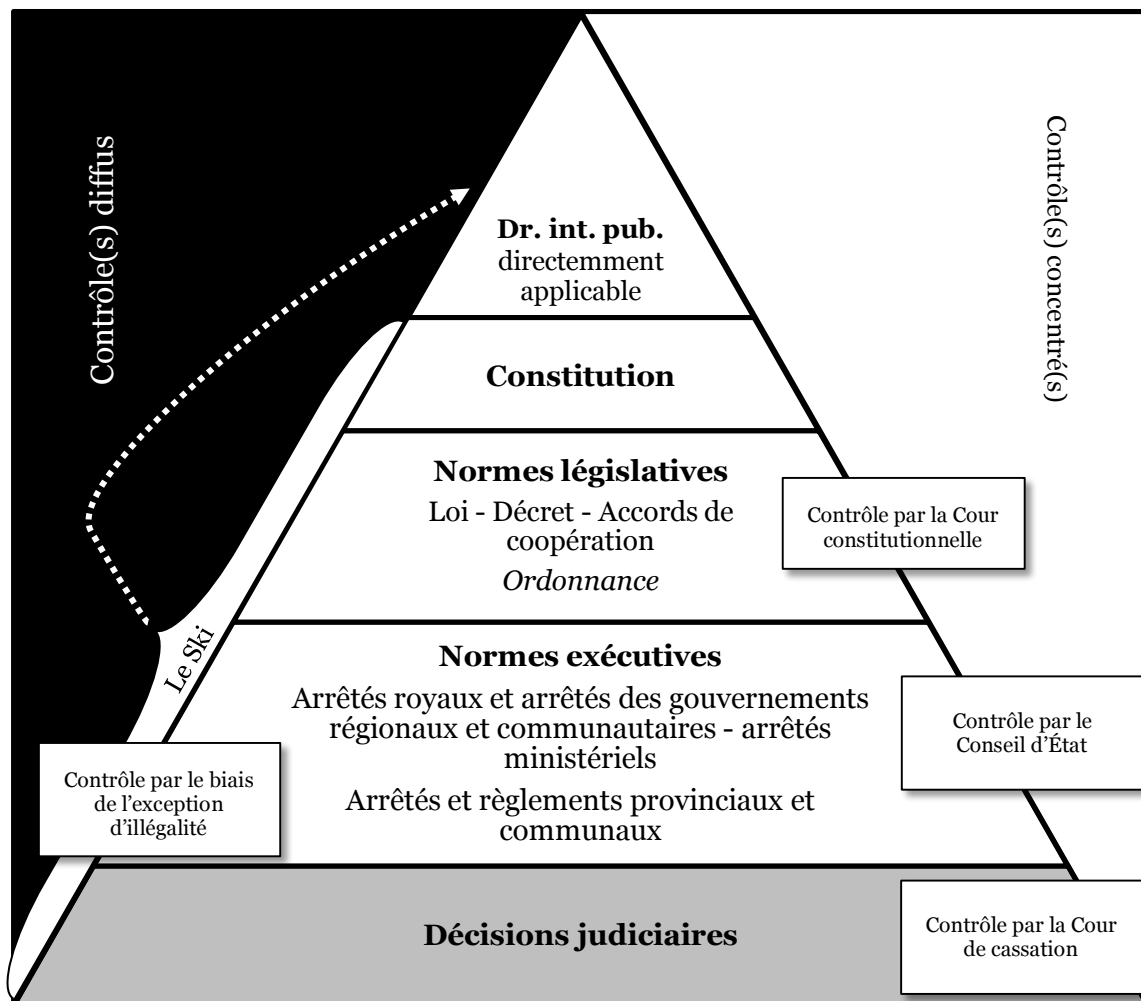 Contrôle(s) diffus
Contrôle(s) concentré(s)
Dr. int. pub.
directemment
applicable
Constitution
Normes législatives
Loi - Décret - Accords de
coopération
Ordonnance
Contrôle par la Cour
constitutionnelle
Le Ski
Normes exécutives
Arrêtés royaux et arrêtés des gouvernements
régionaux et communautaires - arrêtés
ministériels
Arrêtés et règlements provinciaux et
communaux
Contrôle par le
Conseil d’État
Contrôle par le biais
de l’exception
d’illégalité
Décisions judiciaires
Contrôle par la Cour
de cassation